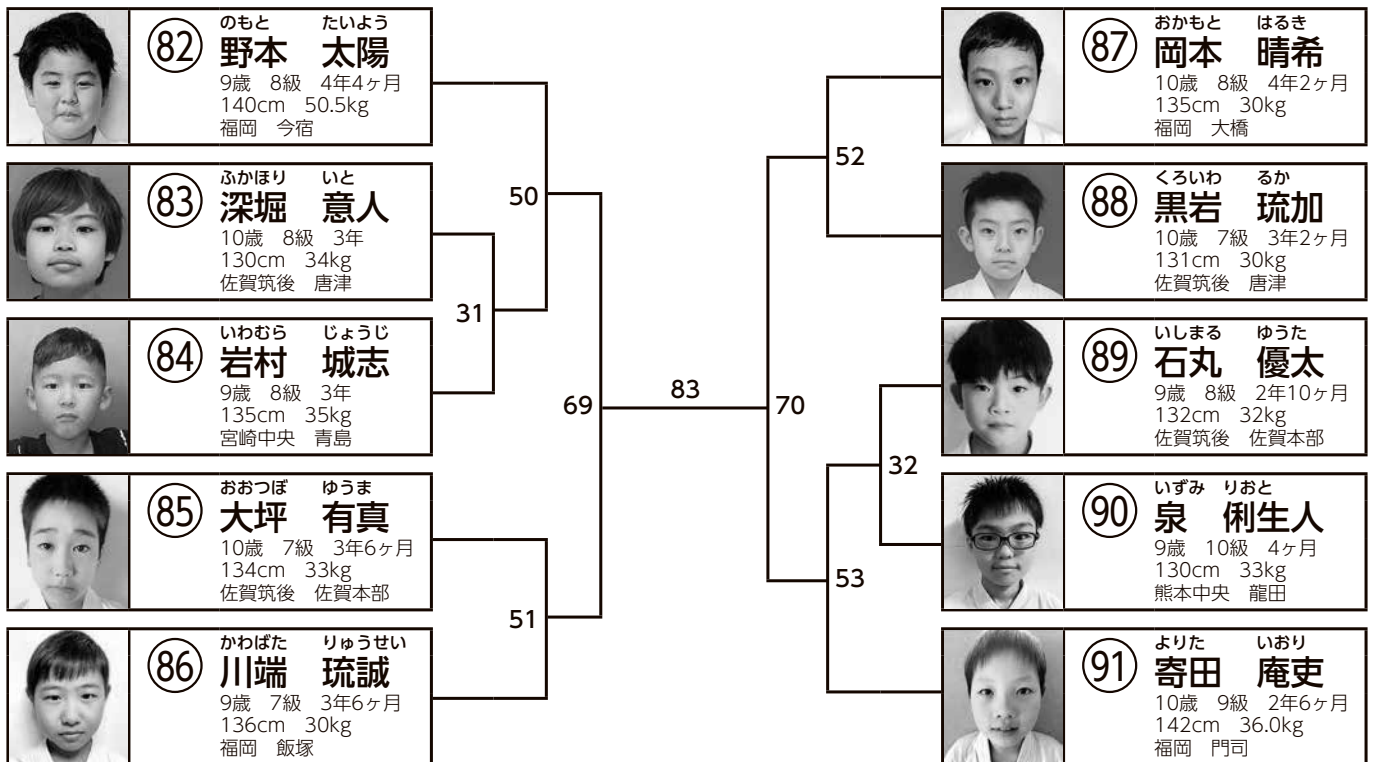 のもと たいよう
82 野本 太陽
9歳 8級 4年4ヶ月
140cm 50.5kg
福岡 今宿
ふかほり いと
83 深堀 意人
10歳 8級 3年
130cm 34kg
佐賀筑後 唐津
いわむら じょうじ
84 岩村 城志
9歳 8級 3年
135cm 35kg
宮崎中央 青島
おおつぼ ゆうま
85 大坪 有真
10歳 7級 3年6ヶ月
134cm 33kg
佐賀筑後 佐賀本部
かわばた りゅうせい
86 川端 琉誠
9歳 7級 3年6ヶ月
136cm 30kg
福岡 飯塚
50
31
69
51
83
52
70
32
53
おかもと はるき
87 岡本 晴希
10歳 8級 4年2ヶ月
135cm 30kg
福岡 大橋
くろいわ るか
88 黒岩 琉加
10歳 7級 3年2ヶ月
131cm 30kg
佐賀筑後 唐津
いしまる ゆうた
89 石丸 優太
9歳 8級 2年10ヶ月
132cm 32kg
佐賀筑後 佐賀本部
いずみ りおと
90 泉 俐生人
9歳 10級 4ヶ月
130cm 33kg
熊本中央 龍田
よりた いおり
91 寄田 庵吏
10歳 9級 2年6ヶ月
142cm 36.0kg
福岡 門司